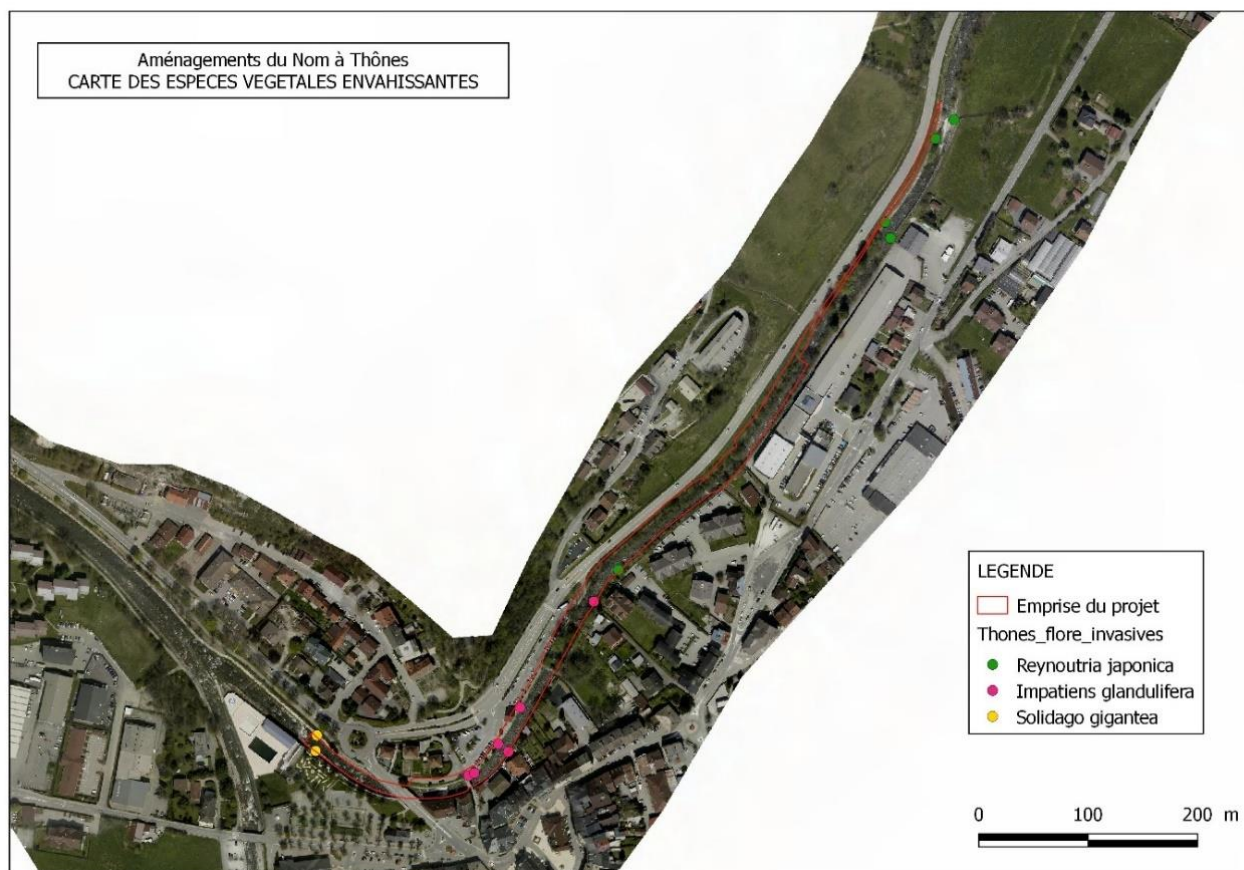 Aménagements du Nom à Thônes
CARTE DES ESPECES VEGETALES ENVAHISSANTES
LEGENDE
Emprise du projet
Thones_flore_invasives
Reynoutria japonica
Impatiens glandulifera
Solidago gigantea
0 100 200 m